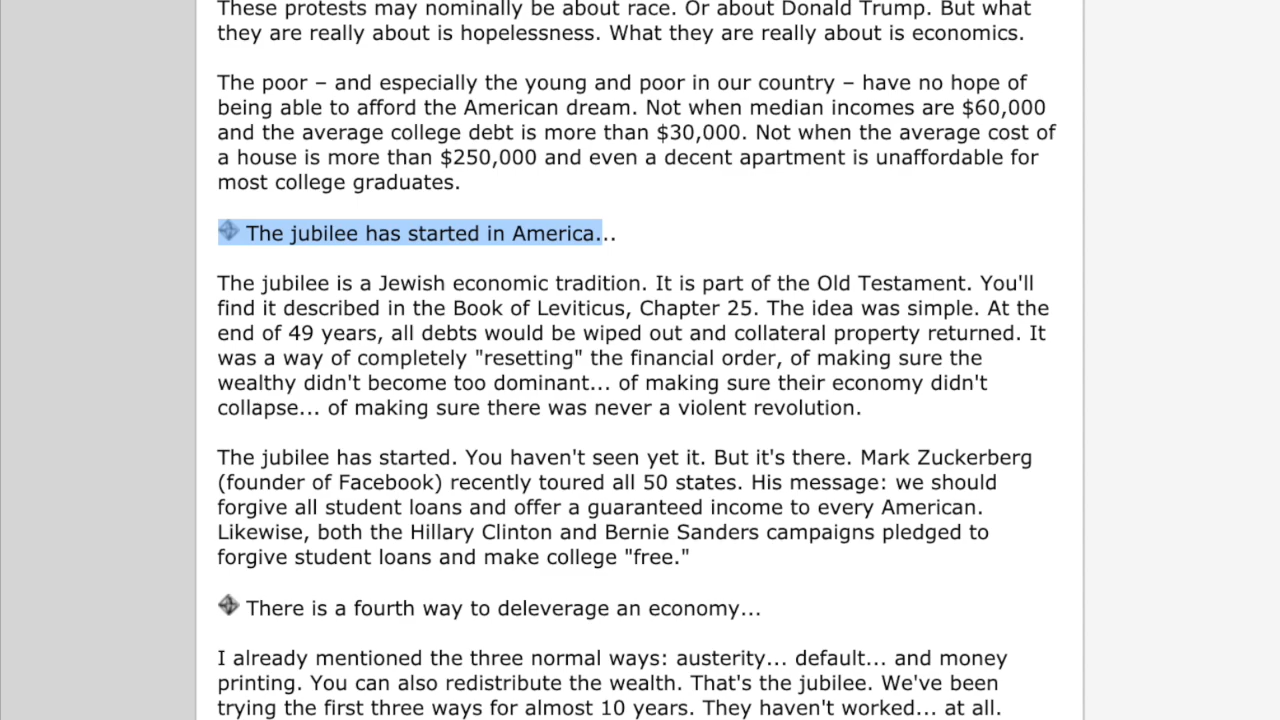 These protests may nominally be about race. Or about Donald Trump. But what
they are really about is hopelessness. What they are really about is economics.
The poor – and especially the young and poor in our country – have no hope of
being able to afford the American dream. Not when median incomes are $60,000
and the average college debt is more than $30,000. Not when the average cost of
a house is more than $250,000 and even a decent apartment is unaffordable for
most college graduates.
The jubilee has started in America...
The jubilee is a Jewish economic tradition. It is part of the Old Testament. You'll
find it described in the Book of Leviticus, Chapter 25. The idea was simple. At the
end of 49 years, all debts would be wiped out and collateral property returned. It
was a way of completely "resetting" the financial order, of making sure the
wealthy didn't become too dominant... of making sure their economy didn't
collapse... of making sure there was never a violent revolution.
The jubilee has started. You haven't seen yet it. But it's there. Mark Zuckerberg
(founder of Facebook) recently toured all 50 states. His message: we should
forgive all student loans and offer a guaranteed income to every American.
Likewise, both the Hillary Clinton and Bernie Sanders campaigns pledged to
forgive student loans and make college "free."
There is a fourth way to deleverage an economy...
I already mentioned the three normal ways: austerity... default... and money
printing. You can also redistribute the wealth. That's the jubilee. We've been
trying the first three ways for almost 10 years. They haven't worked... at all.